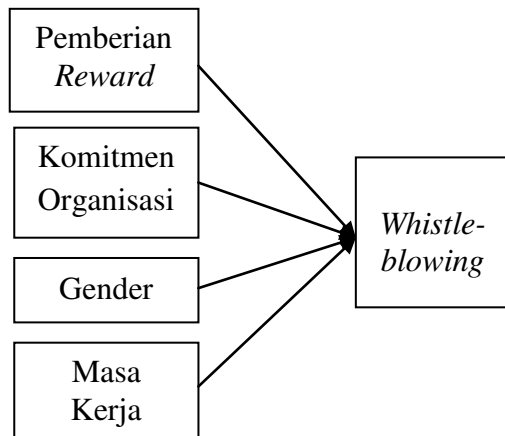 Pemberian
Reward
Komitmen
Organisasi
Gender
Masa
Kerja
Whistle-
blowing